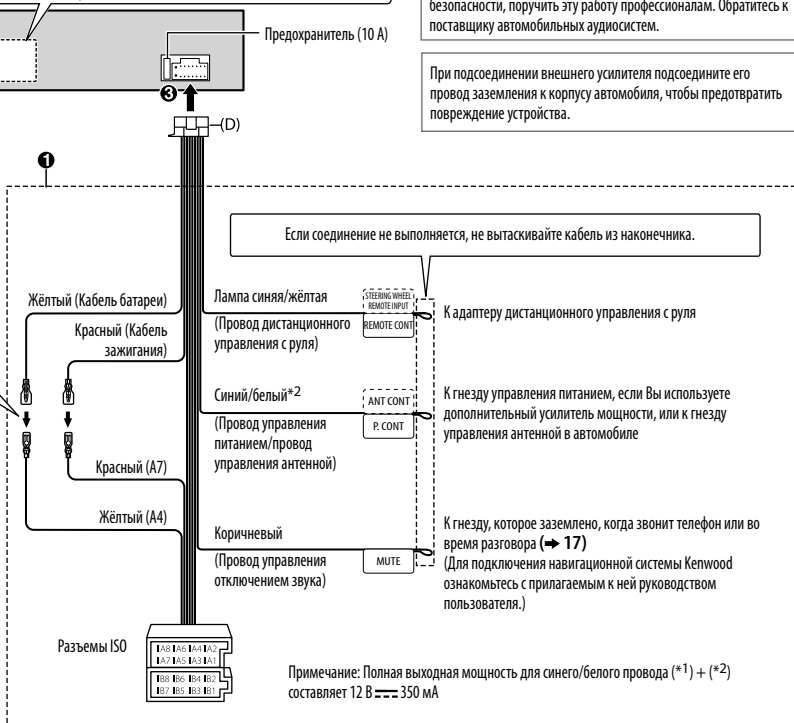 безопасности, поручить эту работу профессионалам. Обратитесь к
поставщику автомобильных аудиосистем.
Предохранитель (10 A)
При подсоединении внешнего усилителя подсоедините его
провод заземления к корпусу автомобиля, чтобы предотвратить
повреждение устройства.
3
(D)
1
Если соединение не выполняется, не вытаскивайте кабель из наконечника.
Жёлтый (Кабель батареи)
Красный (Кабель
зажигания)
Лампа синяя/жёлтая
(Провод дистанционного
управления с руля)
STEERING WHEEL
REMOTE INPUT
REMOTE CONT
К адаптеру дистанционного управления с руля
Синий/белый*2
(Провод управления
питанием/провод
управления антенной)
ANT CONT
P. CONT
К гнезду управления питанием, если Вы используете
дополнительный усилитель мощности, или к гнезду
управления антенной в автомобиле
Красный (A7)
Жёлтый (A4)
Коричневый
(Провод управления
отключением звука)
MUTE
К гнезду, которое заземлено, когда звонит телефон или во
время разговора (➜ 17)
(Для подключения навигационной системы Kenwood
ознакомьтесь с прилагаемым к ней руководством
пользователя.)
Разъемы ISO
A8 A6 A4 A2
A7 A5 A3 A1
B8 B6 B4 B2
B7 B5 B3 B1
Примечание: Полная выходная мощность для синего/белого провода (*1) + (*2)
составляет 12 В ⎓ 350 мА